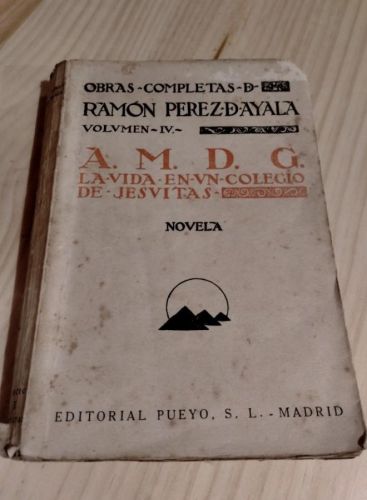 OBRAS-COMPLETAS-D-
RAMÓN PEREZ-D-AYALA
VOLVMEN-IV.-
A. M. D. G.
LA-VIDA-EN-VN-COLEGIO
DE-JESVITAS-
NOVELA
EDITORIAL PUEYO, S. L. - MADRID